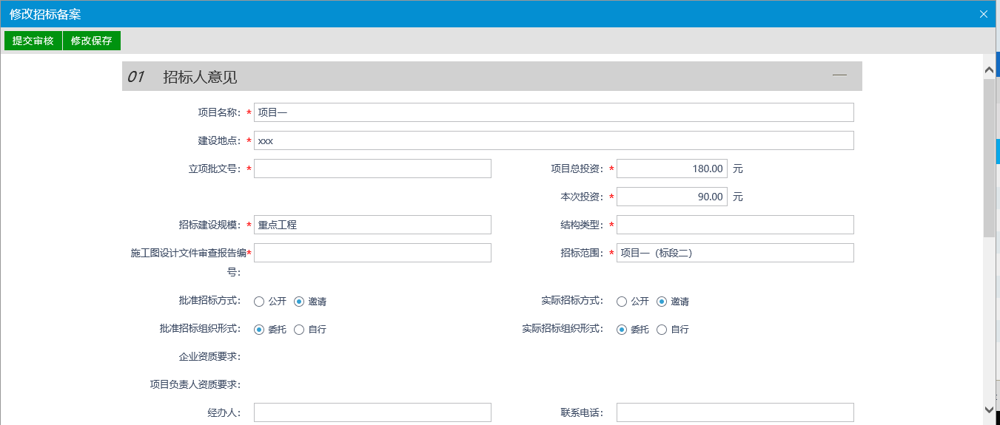 修改招标备案
提交审核 修改保存
01 招标人意见
项目名称: * 项目一
建设地点: * xxx
立项批文号: * 项目总投资: * 180.00 元
本次投资: * 90.00 元
招标建设规模: * 重点工程 结构类型: *
施工图设计文件审查报告编* 招标范围: * 项目一（标段二）
号:
批准招标方式: 公开 邀请 实际招标方式: 公开 邀请
批准招标组织形式: 委托 自行 实际招标组织形式: 委托 自行
企业资质要求:
项目负责人资质要求:
经办人: 联系电话: